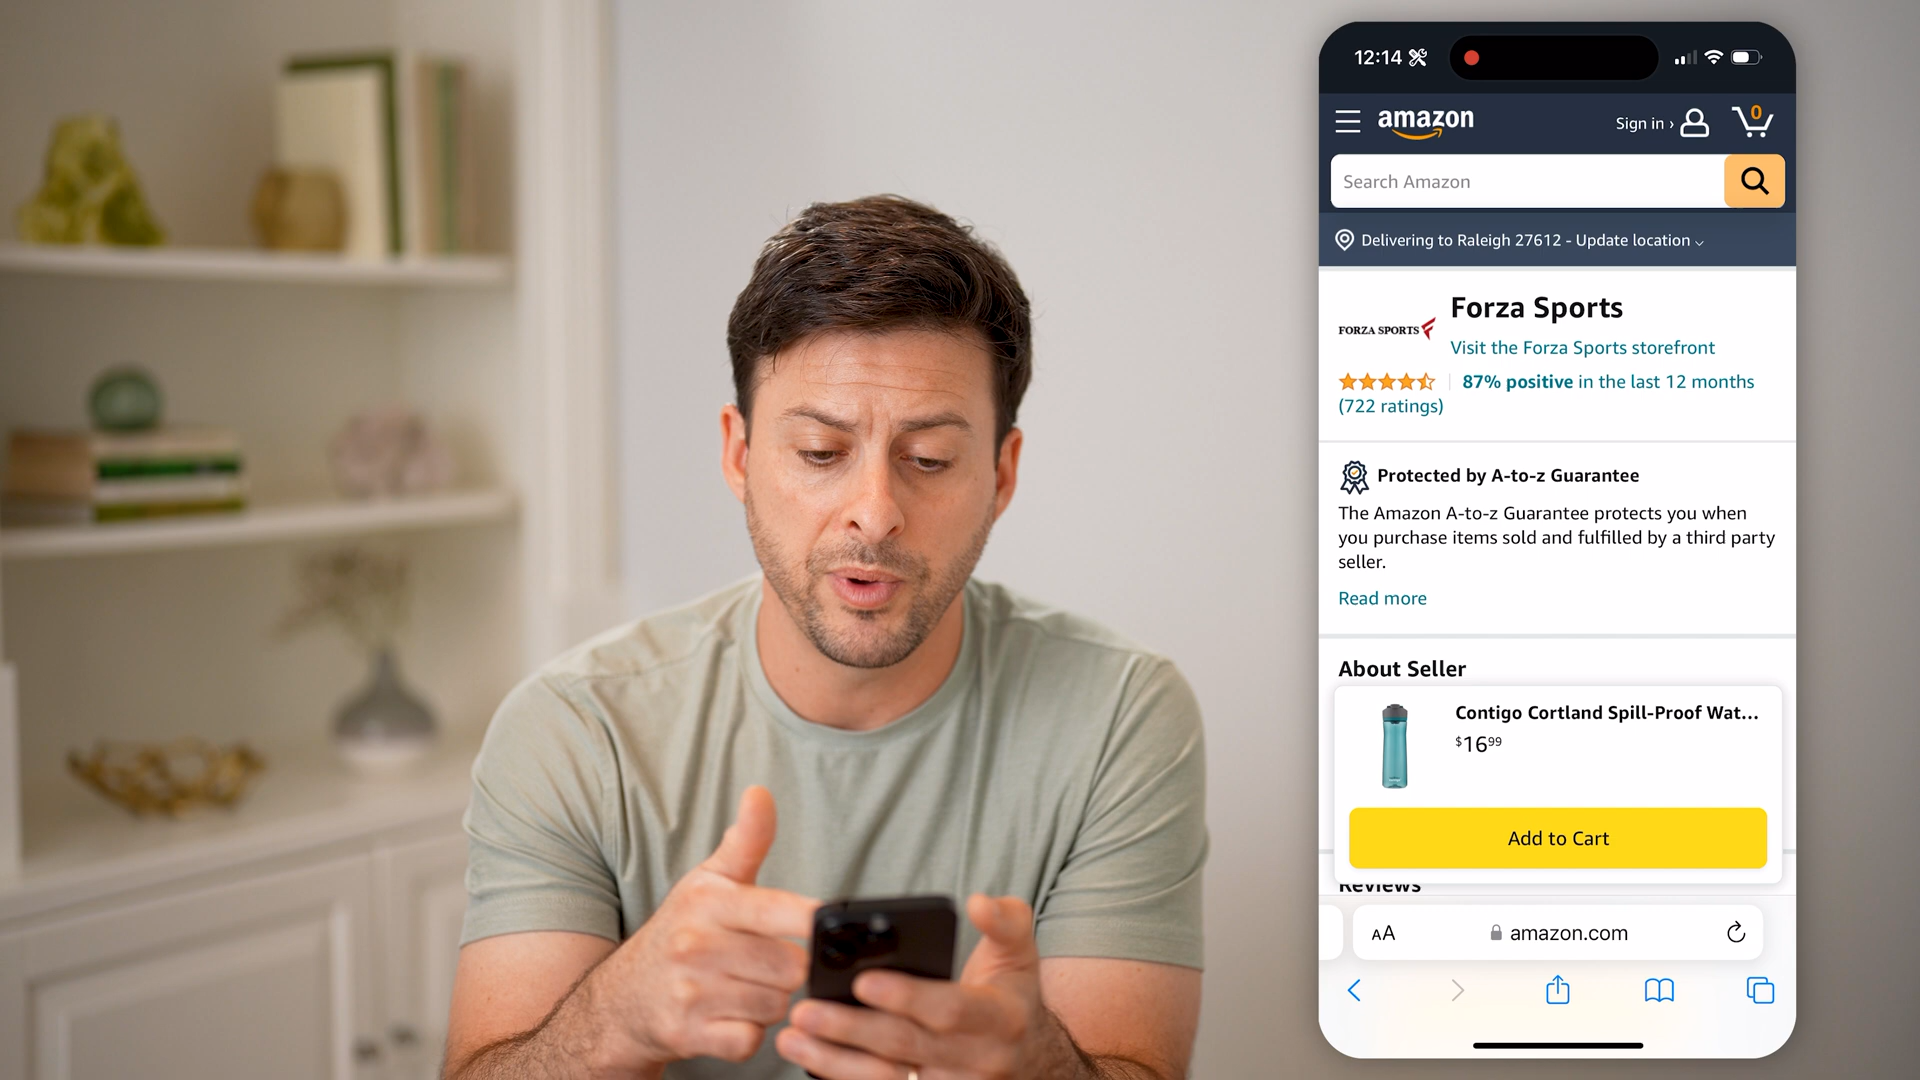 12:14
amazon
Sign in ›
0
Search Amazon
Delivering to Raleigh 27612 - Update location
FORZA SPORTS
Forza Sports
Visit the Forza Sports storefront
87% positive in the last 12 months
(722 ratings)
Protected by A-to-z Guarantee
The Amazon A-to-z Guarantee protects you when
you purchase items sold and fulfilled by a third party
seller.
Read more
About Seller
Contigo Cortland Spill-Proof Wat...
$16.99
Add to Cart
Reviews
AA
amazon.com